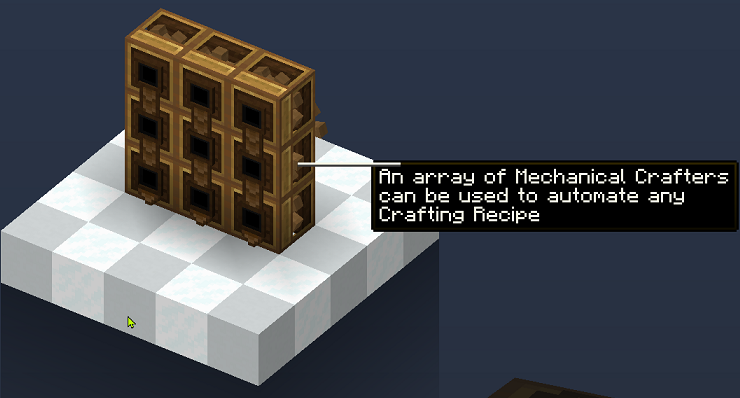 An array of Mechanical Crafters
can be used to automate any
Crafting Recipe